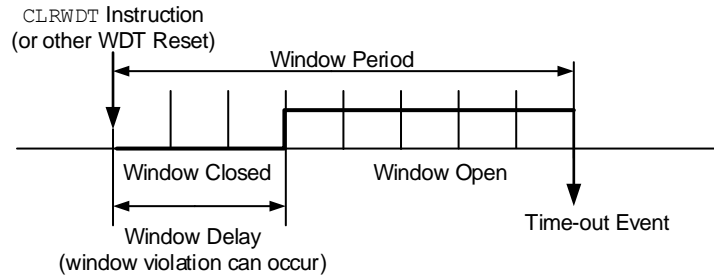 CLRWDT Instruction
(or other WDT Reset)
Window Period
Window Closed
Window Open
Window Delay
(window violation can occur)
Time-out Event